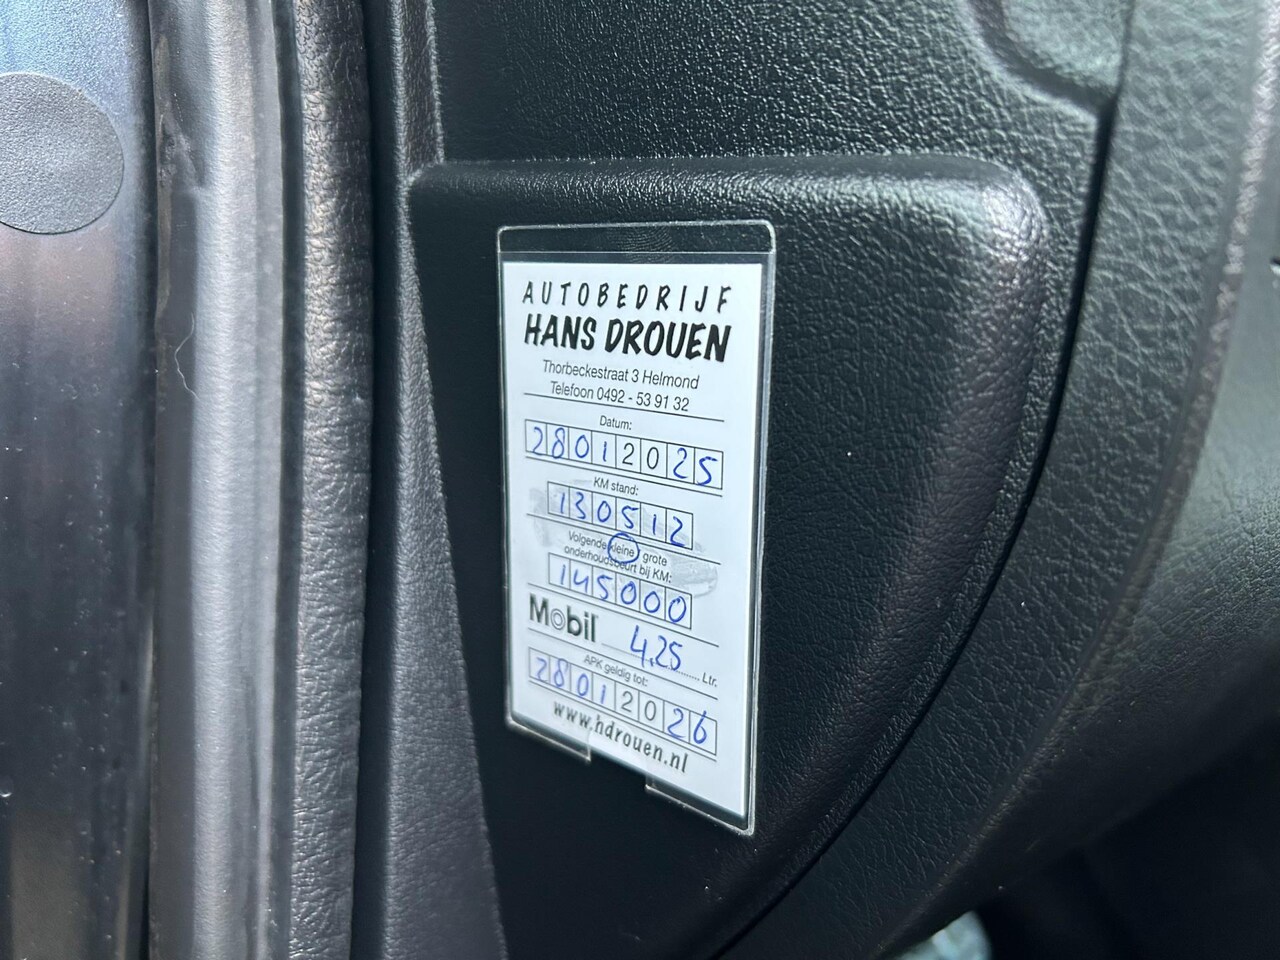 AUTOBEDRIJF
HANS DROUEN
Thorbeckestraat 3 Helmond
Telefoon 0492 - 53 91 32
Datum:
28012025
KM stand:
130512
Volgende kleine grote
onderhoudsbeurt bij KM:
145000
Mobil 4,25 Ltr.
APK geldig tot:
28012026
www.hdrouen.nl